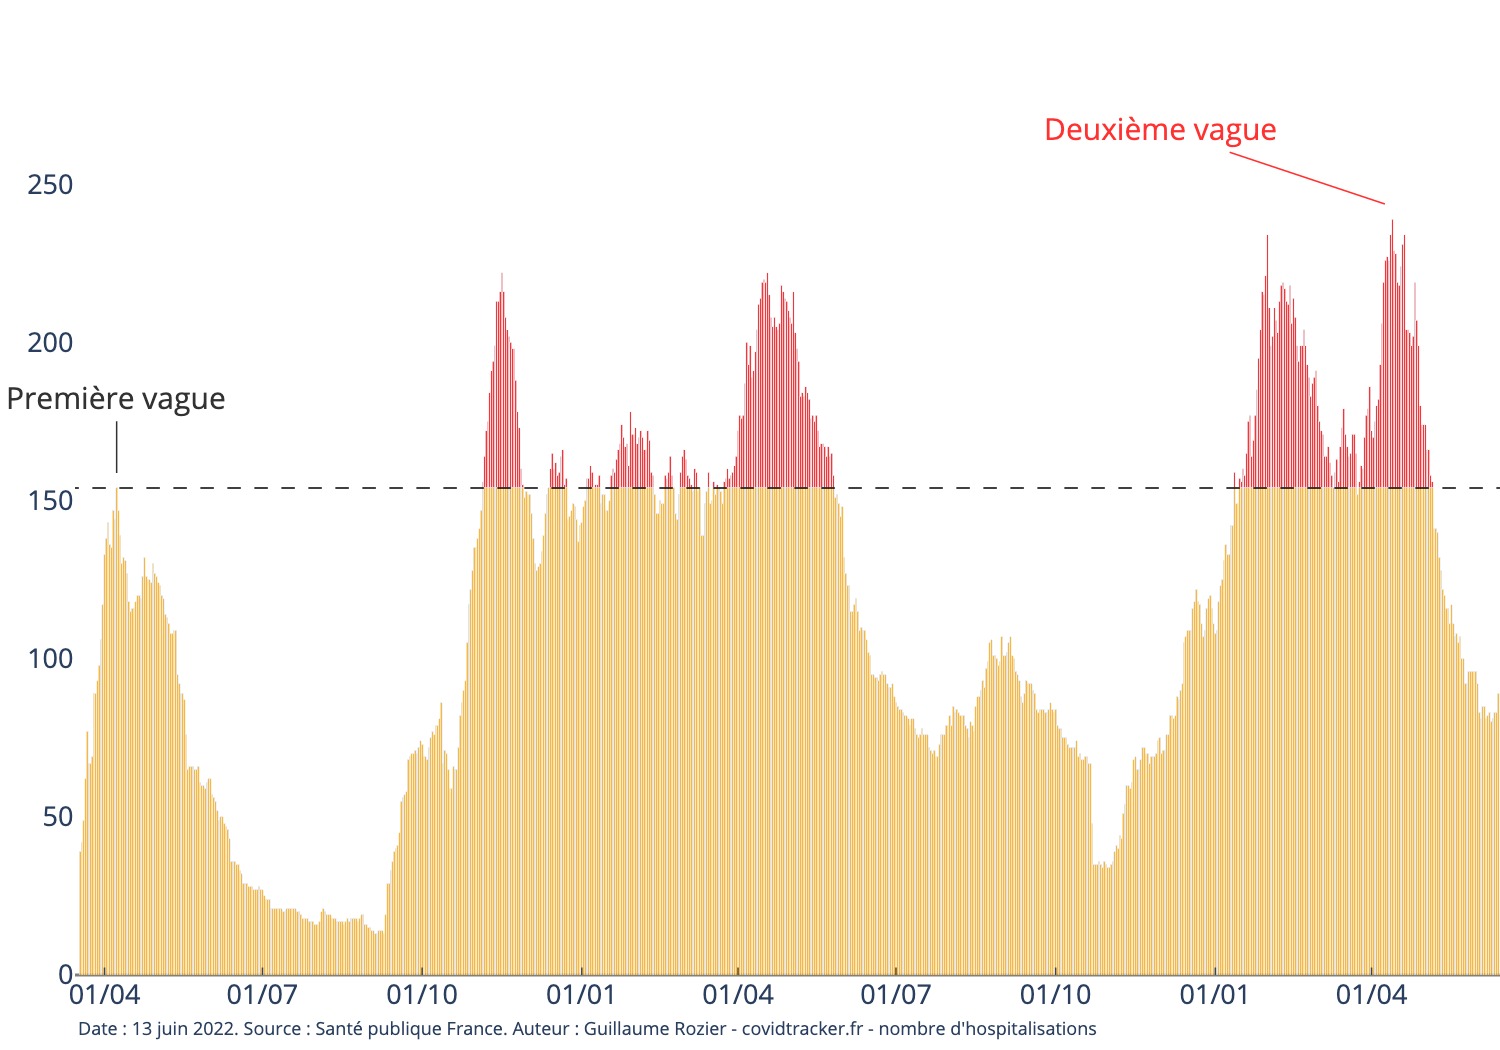 Deuxième vague
250
200
Première vague
150
100
50
0
01/04 01/07 01/10 01/01 01/04 01/07 01/10 01/01 01/04
Date : 13 juin 2022. Source : Santé publique France. Auteur : Guillaume Rozier - covidtracker.fr - nombre d'hospitalisations